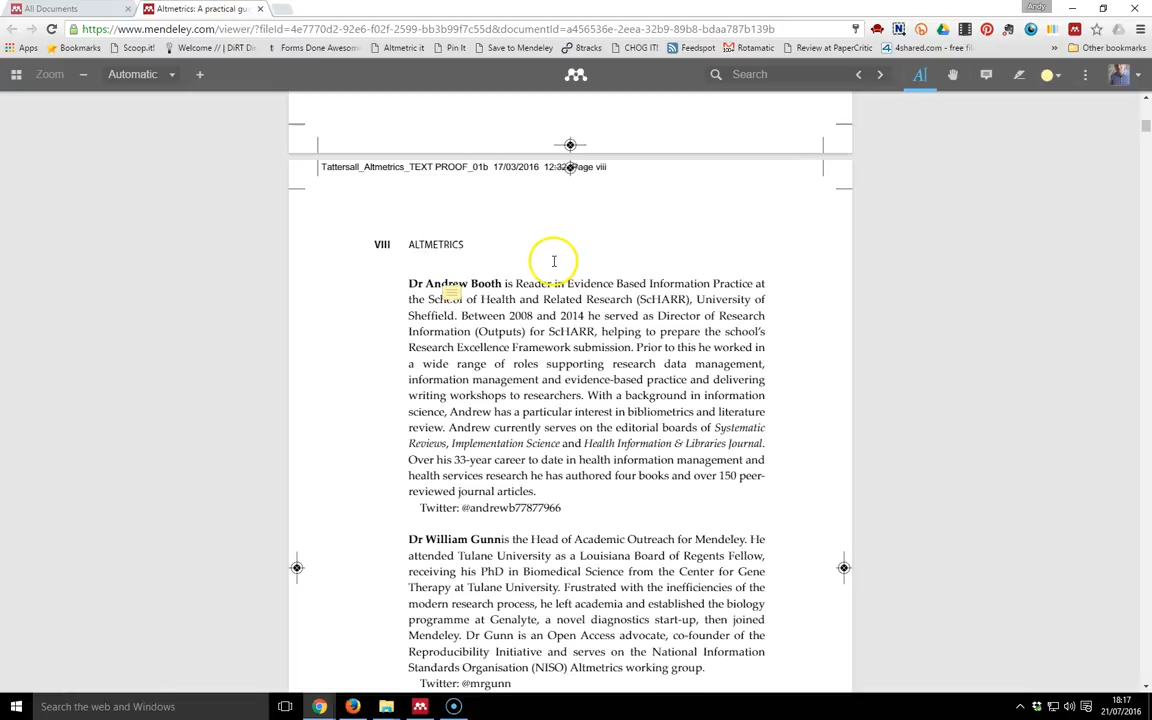 All Documents
Altmetrics: A practical gu
Andy
https://www.mendeley.com/viewer/?fileId=4e7770d2-92e6-f02f-2599-bb3b99f7c55d&documentId=a456536e-2eea-32b9-89b8-bdaa787b139b
Apps
Bookmarks
Scoop.it!
Welcome // DiRT Di
Forms Done Awesom
Altmetric it
Pin It
Save to Mendeley
8tracks
CHOG IT!
Feedspot
Rotamatic
Review at PaperCritic
4shared.com - free fil
»
Other bookmarks
Zoom
Automatic
Search
Tattersall_Altmetrics_TEXT PROOF_01b 17/03/2016 12:32 Page viii
VIII ALTMETRICS
Dr Andrew Booth is Reader in Evidence Based Information Practice at
the School of Health and Related Research (ScHARR), University of
Sheffield. Between 2008 and 2014 he served as Director of Research
Information (Outputs) for ScHARR, helping to prepare the school's
Research Excellence Framework submission. Prior to this he worked in
a wide range of roles supporting research data management,
information management and evidence-based practice and delivering
writing workshops to researchers. With a background in information
science, Andrew has a particular interest in bibliometrics and literature
review. Andrew currently serves on the editorial boards of Systematic
Reviews, Implementation Science and Health Information & Libraries Journal.
Over his 33-year career to date in health information management and
health services research he has authored four books and over 150 peer-
reviewed journal articles.
Twitter: @andrewb77877966
Dr William Gunnis the Head of Academic Outreach for Mendeley. He
attended Tulane University as a Louisiana Board of Regents Fellow,
receiving his PhD in Biomedical Science from the Center for Gene
Therapy at Tulane University. Frustrated with the inefficiencies of the
modern research process, he left academia and established the biology
programme at Genalyte, a novel diagnostics start-up, then joined
Mendeley. Dr Gunn is an Open Access advocate, co-founder of the
Reproducibility Initiative and serves on the National Information
Standards Organisation (NISO) Altmetrics working group.
Twitter: @mrgunn
Search the web and Windows
18:17
21/07/2016